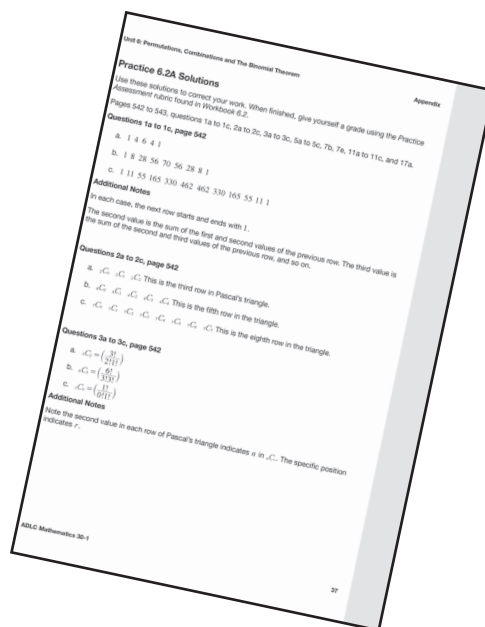 Unit 6: Permutations, Combinations and The Binomial Theorem
Appendix
Practice 6.2A Solutions
Use these solutions to correct your work. When finished, give yourself a grade using the Practice
Assessment rubric found in Workbook 6.2.
Pages 542 to 543, questions 1a to 1c, 2a to 2c, 3a to 3c, 5a to 5c, 7b, 7e, 11a to 11c, and 17a.
Questions 1a to 1c, page 542
a. 1 4 6 4 1
b. 1 8 28 56 70 56 28 8 1
c. 1 11 55 165 330 462 462 330 165 55 11 1
Additional Notes
In each case, the next row starts and ends with 1.
The second value is the sum of the first and second values of the previous row. The third value is
the sum of the second and third values of the previous row, and so on.
Questions 2a to 2c, page 542
a. This is the third row in Pascal's triangle.
b. This is the fifth row in the triangle.
c. This is the eighth row in the triangle.
Questions 3a to 3c, page 542
a. = (3!/2!1!)
b. = (6!/3!3!)
c. = (1!/0!1!)
Additional Notes
Note the second value in each row of Pascal's triangle indicates n in nCr. The specific position
indicates r.
ADLC Mathematics 30-1
37